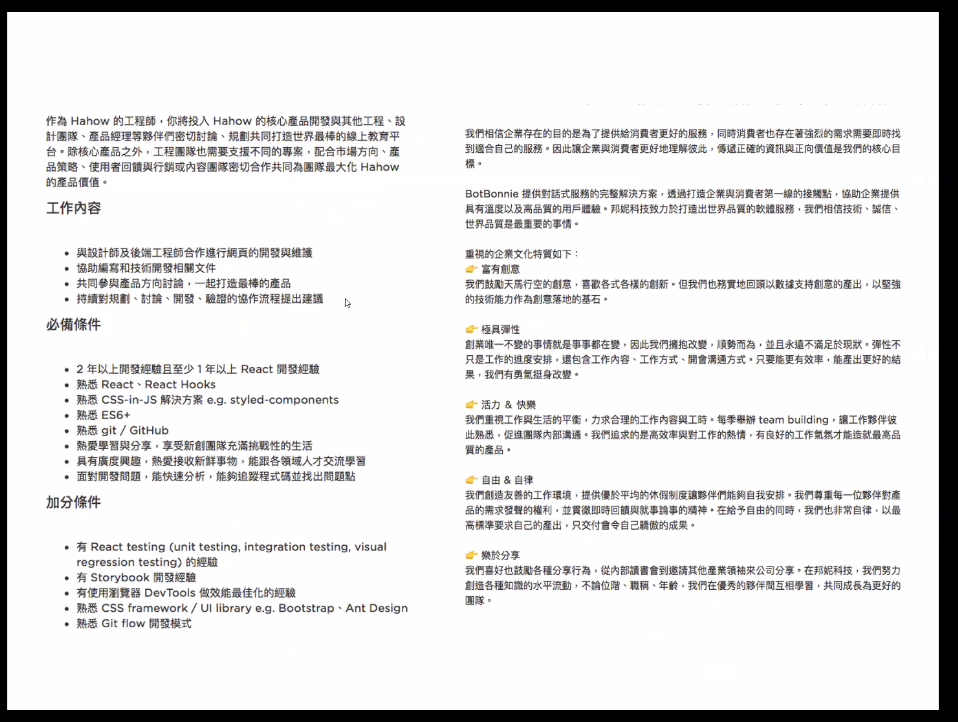 作為 Hahow 的工程師，你將投入 Hahow 的核心產品開發與其他工程、設
計團隊、產品經理等夥伴們密切討論、規劃共同打造世界最棒的線上教育平
台。除核心產品之外，工程團隊也需要支援不同的專案，配合市場方向、產
品策略、使用者回饋與行銷或內容團隊密切合作共同為團隊最大化 Hahow
的產品價值。
工作內容
• 與設計師及後端工程師合作進行網頁的開發與維護
• 協助編寫和技術開發相關文件
• 共同參與產品方向討論，一起打造最棒的產品
• 持續對規劃、討論、開發、驗證的協作流程提出建議
必備條件
• 2 年以上開發經驗且至少 1 年以上 React 開發經驗
• 熟悉 React、React Hooks
• 熟悉 CSS-in-JS 解決方案 e.g. styled-components
• 熟悉 ES6+
• 熟悉 git / GitHub
• 熱愛學習與分享，享受新創團隊充滿挑戰性的生活
• 具有廣度興趣，熱愛接收新鮮事物，能跟各領域人才交流學習
• 面對開發問題，能快速分析，能夠追蹤程式碼並找出問題點
加分條件
• 有 React testing (unit testing, integration testing, visual
regression testing) 的經驗
• 有 Storybook 開發經驗
• 有使用瀏覽器 DevTools 做效能最佳化的經驗
• 熟悉 CSS framework / UI library e.g. Bootstrap、Ant Design
• 熟悉 Git flow 開發模式
我們相信企業存在的目的是為了提供給消費者更好的服務，同時消費者也存在著強烈的需求需要即時找
到適合自己的服務。因此讓企業與消費者更好地理解彼此，傳遞正確的資訊與正向價值是我們的核心目
標。
BotBonnie 提供對話式服務的完整解決方案，透過打造企業與消費者第一線的接觸點，協助企業提供
具有溫度以及高品質的用戶體驗。邦妮科技致力於打造出世界品質的軟體服務，我們相信技術、誠信、
世界品質是最重要的事情。
重視的企業文化特質如下：
👉 富有創意
我們鼓勵天馬行空的創意，喜歡各式各樣的創新。但我們也務實地回頭以數據支持創意的產出，以堅強
的技術能力作為創意落地的基石。
👉 極具彈性
創業唯一不變的事情就是事事都在變，因此我們擁抱改變，順勢而為，並且永遠不滿足於現狀。彈性不
只是工作的進度安排，還包含工作內容、工作方式、開會溝通方式。只要能更有效率，能產出更好的結
果，我們有勇氣挺身改變。
👉 活力 & 快樂
我們重視工作與生活的平衡，力求合理的工作內容與工時。每季舉辦 team building，讓工作夥伴彼
此熟悉，促進團隊內部溝通。我們追求的是高效率與對工作的熱情，有良好的工作氣氛才能造就最高品
質的產品。
👉 自由 & 自律
我們創造友善的工作環境，提供優於平均的休假制度讓夥伴們能夠自我安排。我們尊重每一位夥伴對產
品的需求發聲的權利，並貫徹即時回饋與就事論事的精神。在給予自由的同時，我們也非常自律，以最
高標準要求自己的產出，只交付會令自己驕傲的成果。
👉 樂於分享
我們喜好也鼓勵各種分享行為，從內部讀書會到邀請其他產業領袖來公司分享。在邦妮科技，我們努力
創造各種知識的水平流動，不論位階、職稱、年齡，我們在優秀的夥伴間互相學習，共同成長為更好的
團隊。